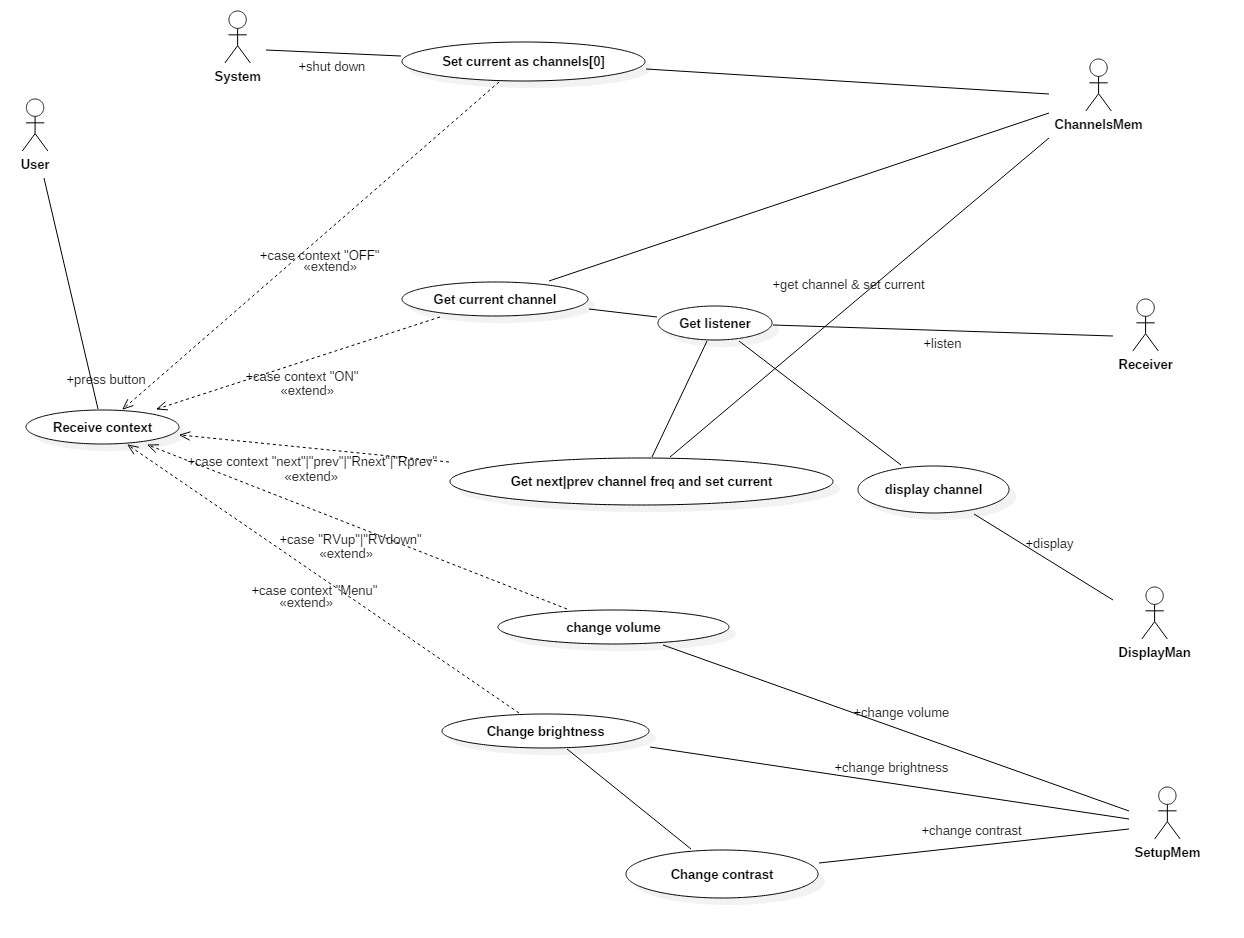 System
+shut down
Set current as channels[0]
ChannelsMem
User
+case context "OFF"
«extend»
Get current channel
+get channel & set current
Get listener
+listen
Receiver
+press button
+case context "ON"
«extend»
Receive context
+case context "next"|"prev"|"Rnext"|"Rprev"
«extend»
Get next|prev channel freq and set current
display channel
+display
+case "RVup"|"RVdown"
«extend»
+case context "Menu"
«extend»
change volume
DisplayMan
+change volume
Change brightness
+change brightness
+change contrast
SetupMem
Change contrast